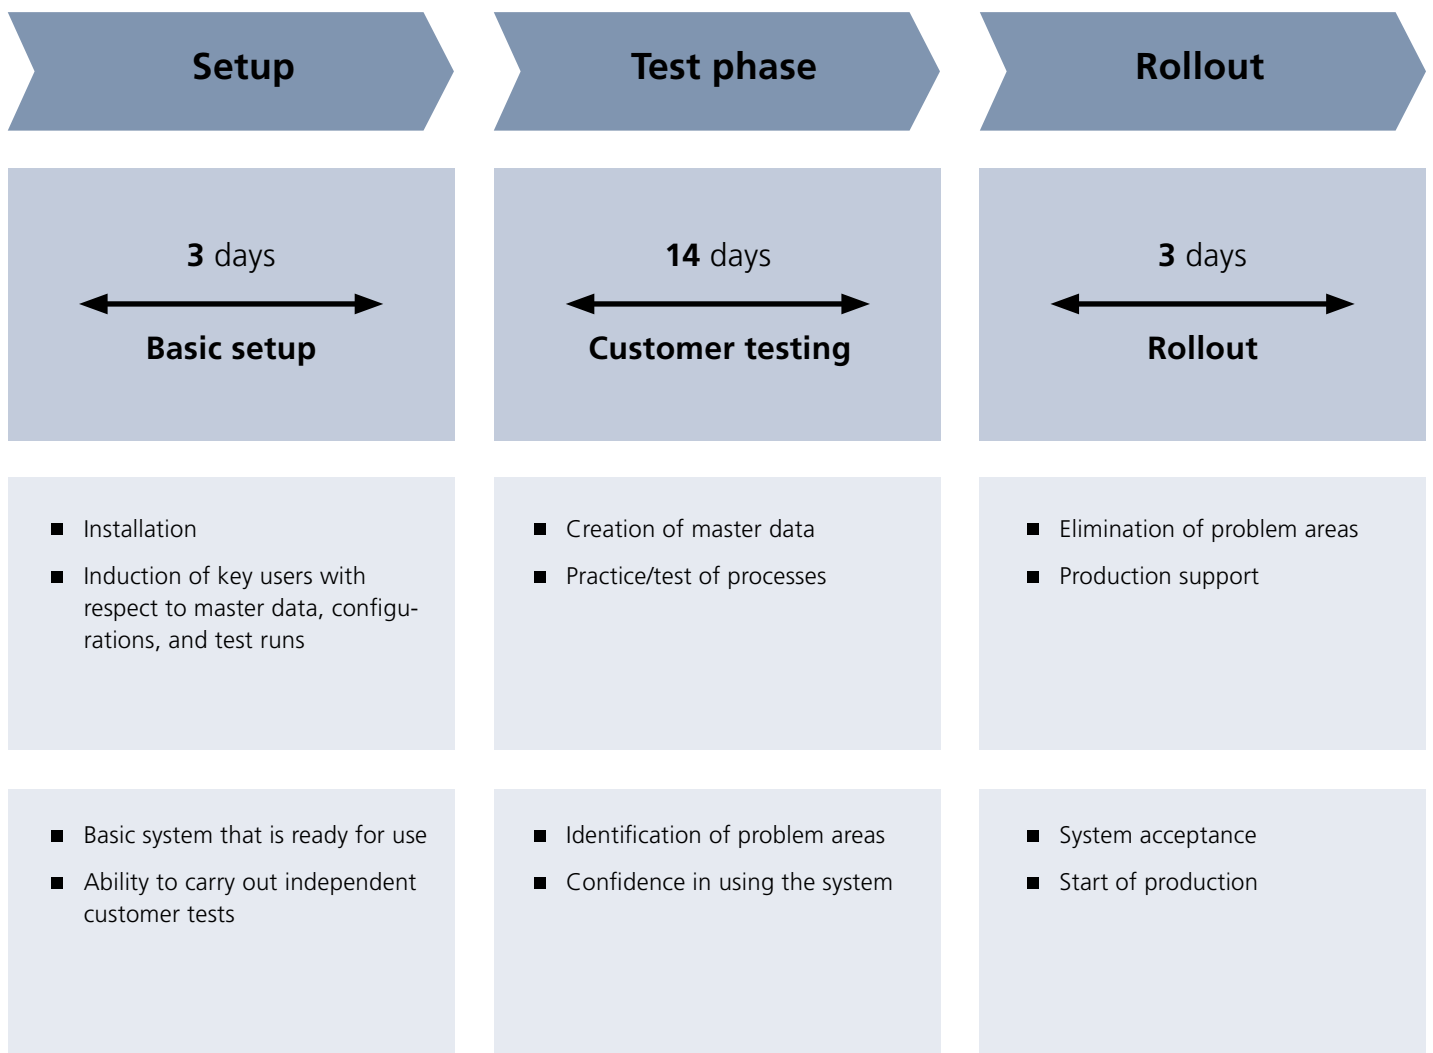 Setup
Test phase
Rollout
3 days
Basic setup
14 days
Customer testing
3 days
Rollout
Installation
Induction of key users with
respect to master data, configu-
rations, and test runs
Creation of master data
Practice/test of processes
Elimination of problem areas
Production support
Basic system that is ready for use
Ability to carry out independent
customer tests
Identification of problem areas
Confidence in using the system
System acceptance
Start of production